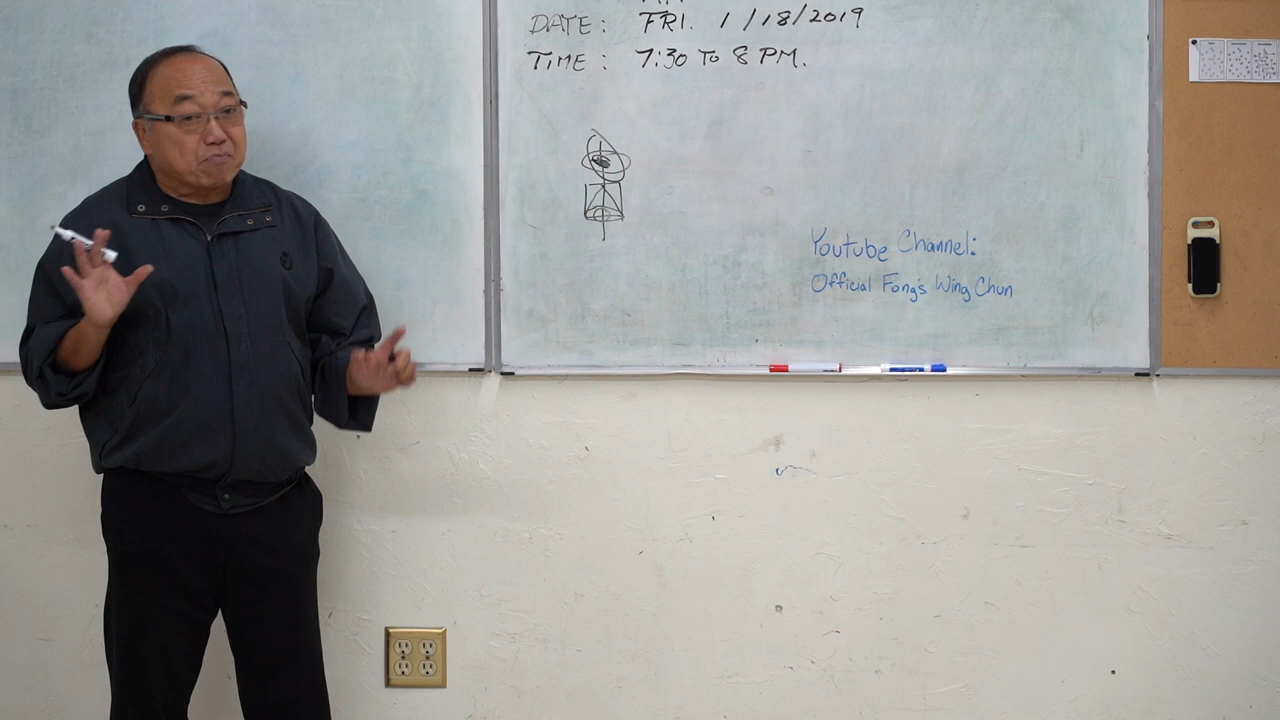 DATE: FRI. 1/18/2019
TIME: 7:30 TO 8 PM.
Youtube Channel:
Official Fong's Wing Chun